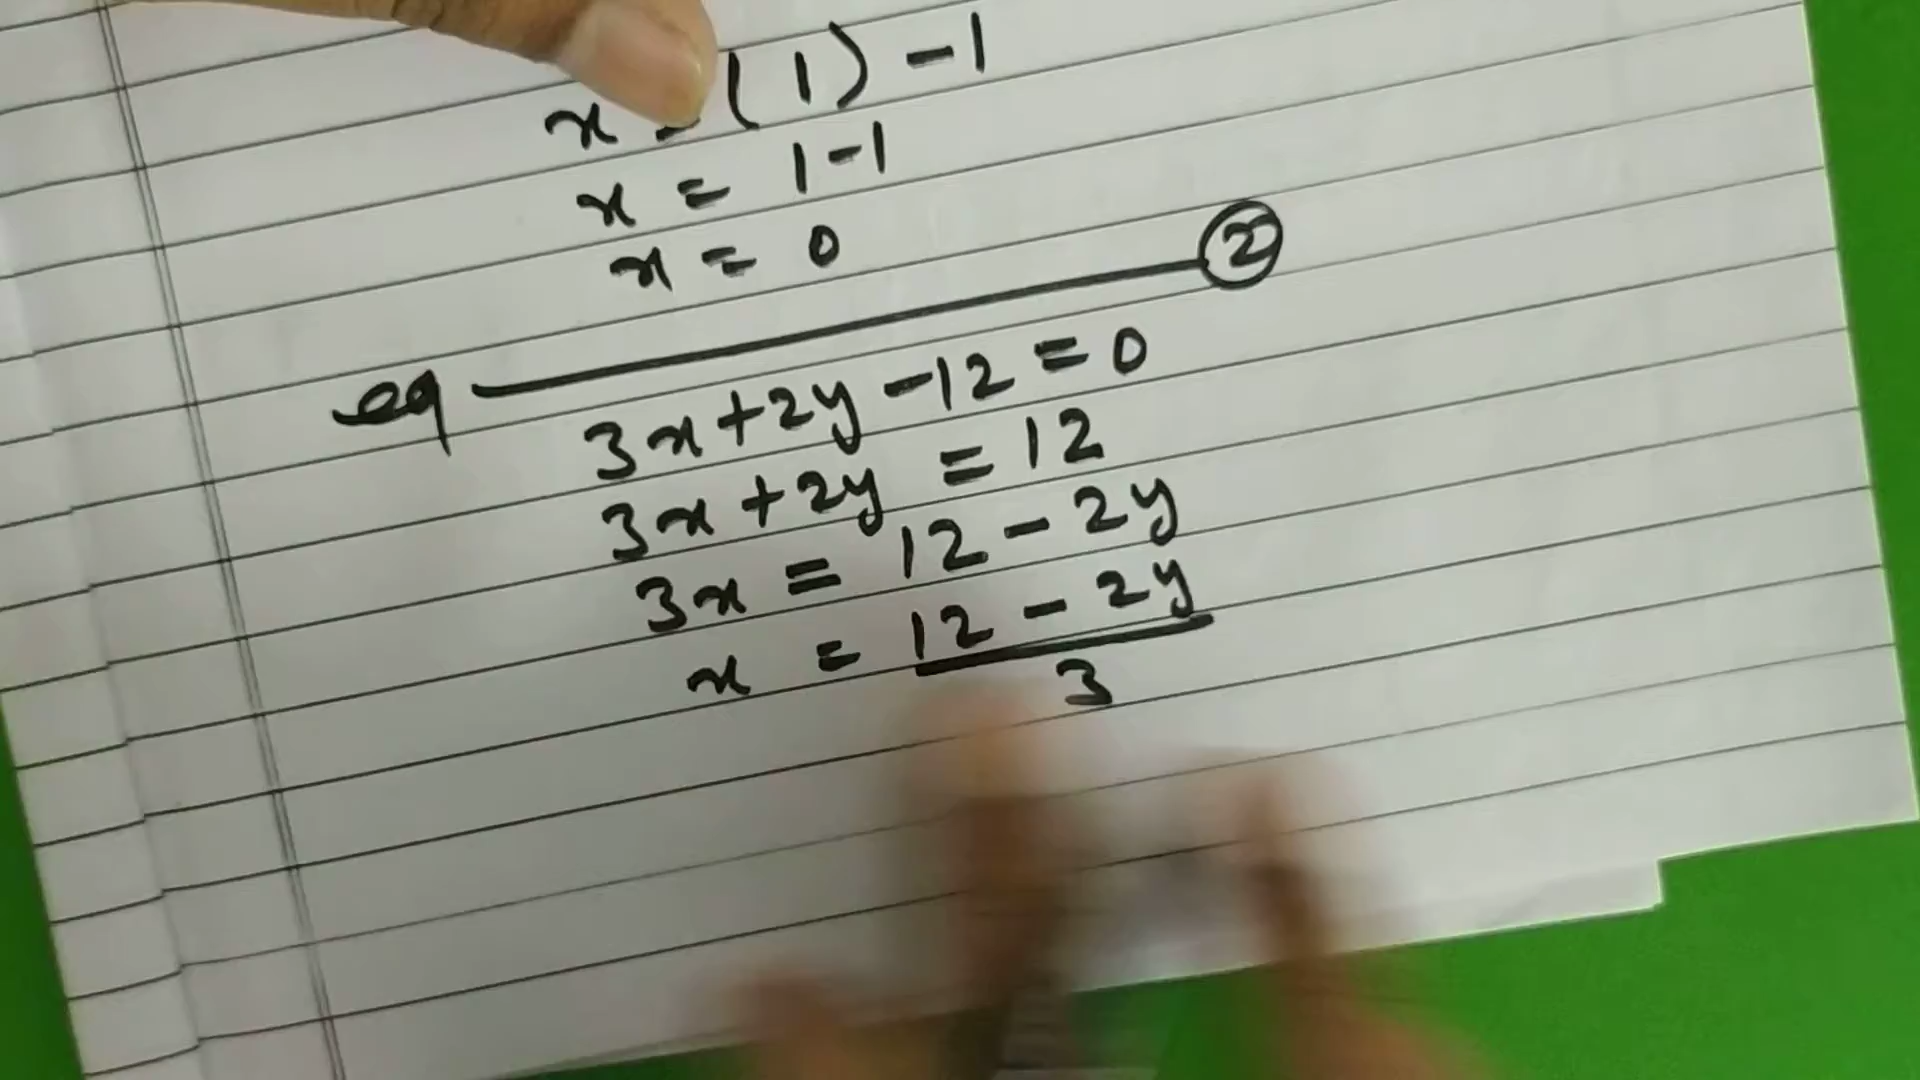 x = (1) - 1
x = 1 - 1
x = 0
eq ——— ②
3x + 2y - 12 = 0
3x + 2y = 12
3x = 12 - 2y
x = 12 - 2y
3